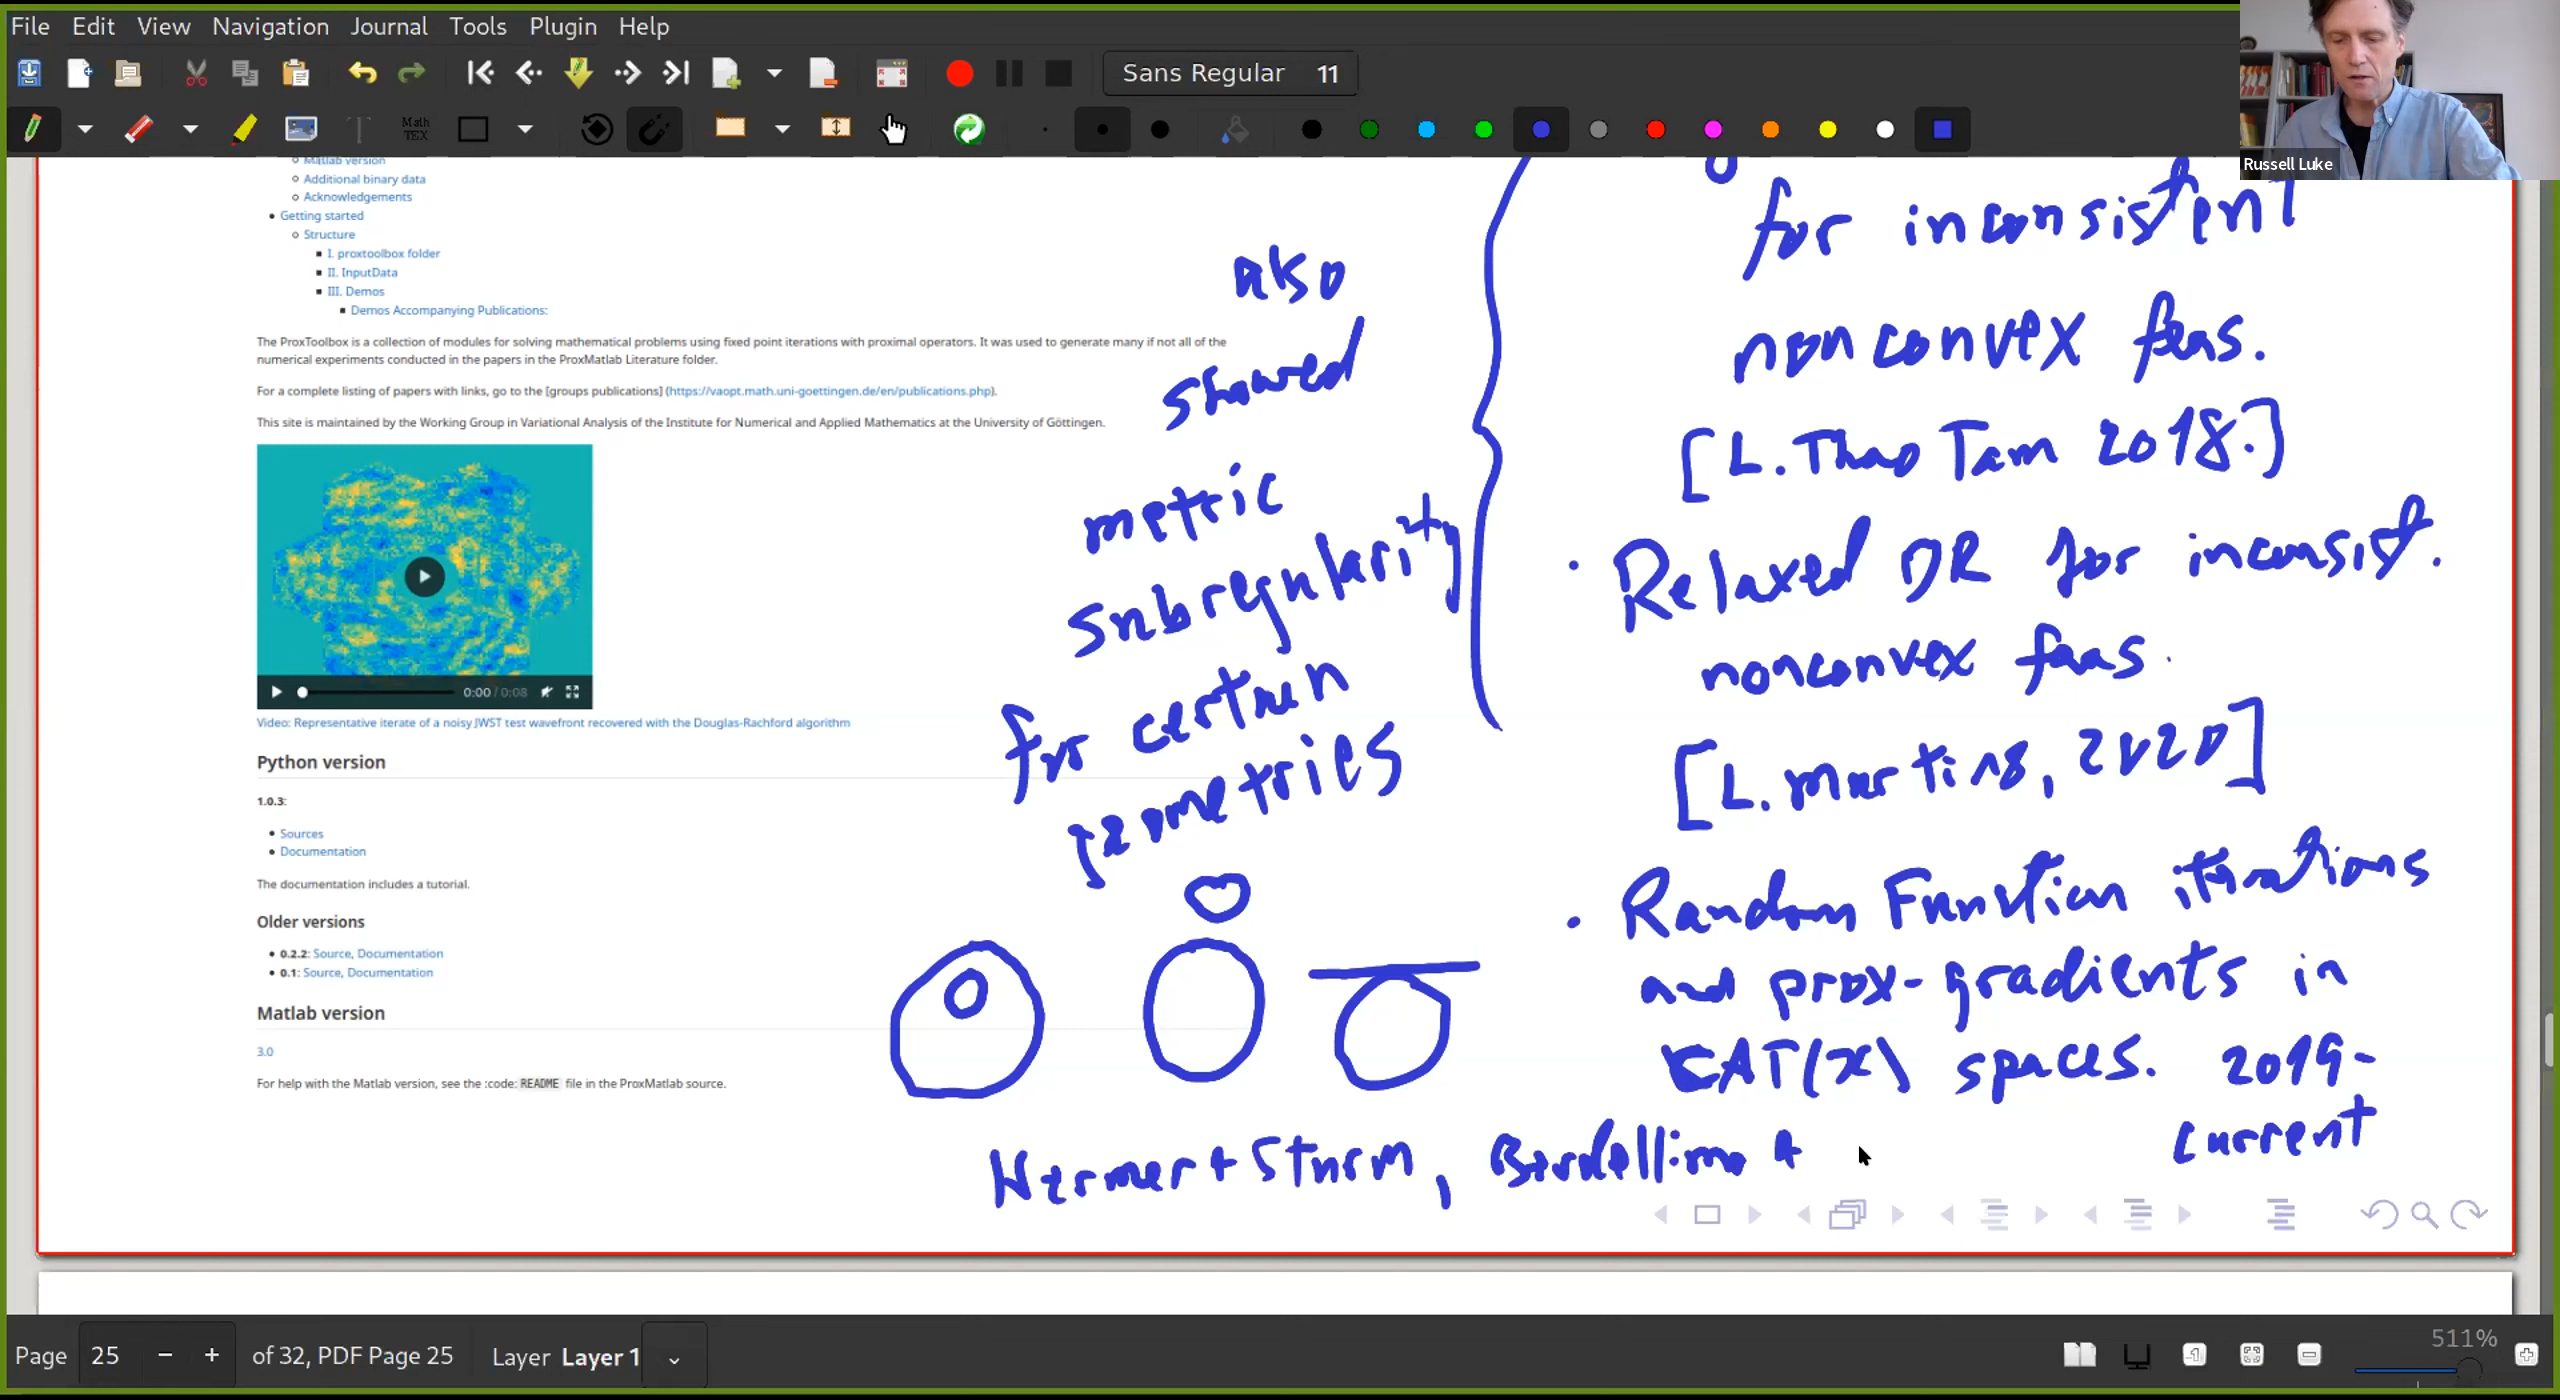 File Edit View Navigation Journal Tools Plugin Help
Sans Regular 11
Math
TEX
Russell Luke
Matlab version
Additional binary data
Acknowledgements
Getting started
Structure
I. proxtoolbox folder
II. InputData
III. Demos
Demos Accompanying Publications:
The ProxToolbox is a collection of modules for solving mathematical problems using fixed point iterations with proximal operators. It was used to generate many if not all of the
numerical experiments conducted in the papers in the ProxMatlab Literature folder.
For a complete listing of papers with links, go to the [groups publications] (https://vaopt.math.uni-goettingen.de/en/publications.php).
This site is maintained by the Working Group in Variational Analysis of the Institute for Numerical and Applied Mathematics at the University of Göttingen.
0:00 / 0:08
Video: Representative iterate of a noisy JWST test wavefront recovered with the Douglas-Rachford algorithm
Python version
1.0.3:
Sources
Documentation
The documentation includes a tutorial.
Older versions
0.2.2: Source, Documentation
0.1: Source, Documentation
Matlab version
3.0
For help with the Matlab version, see the :code: README file in the ProxMatlab source.
also
showed
metric
subregularity
for certain
geometries
for inconsistent
nonconvex feas.
[L. Thao Tam 2018.]
· Relaxed DR for inconsist.
nonconvex feas.
[L. Martins, 2020]
· Random Function iterations
and prox-gradients in
CAT(x) spaces. 2019-
current
Hermer + Sturm, Bërdëllima +
Page 25 − + of 32, PDF Page 25 Layer Layer 1
511%